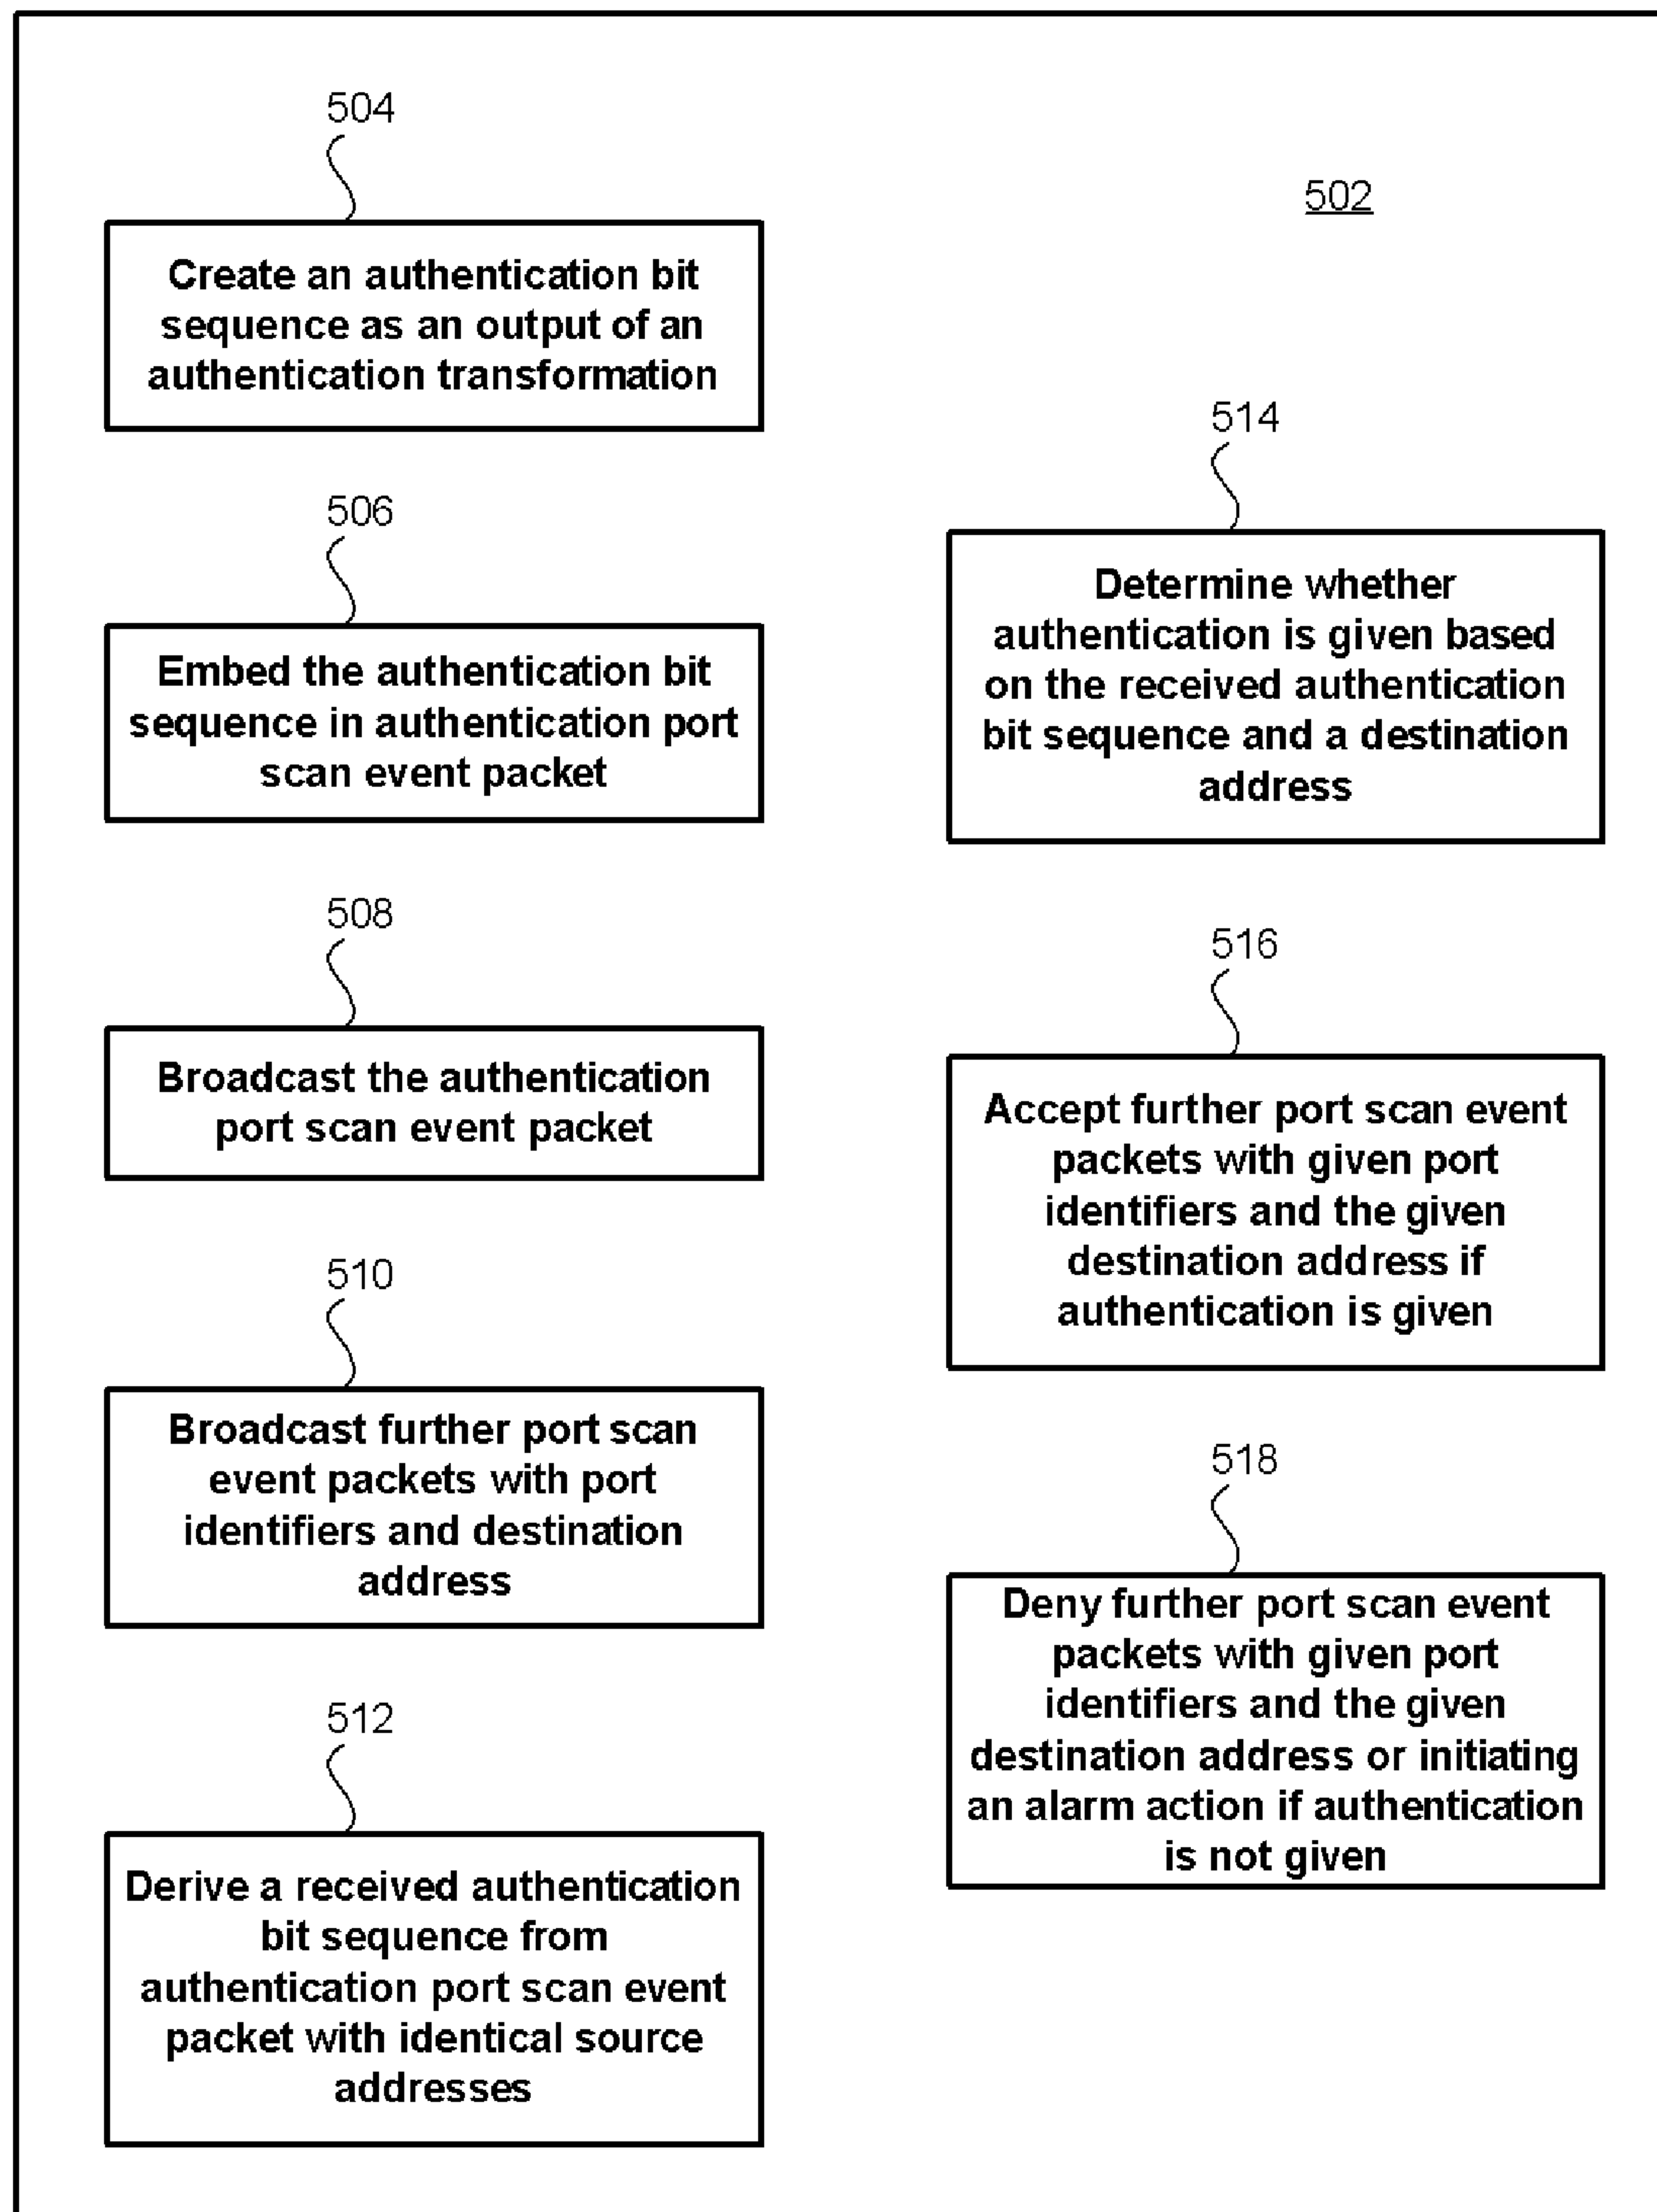 504
Create an authentication bit
sequence as an output of an
authentication transformation
506
Embed the authentication bit
sequence in authentication port
scan event packet
508
Broadcast the authentication
port scan event packet
510
Broadcast further port scan
event packets with port
identifiers and destination
address
512
Derive a received authentication
bit sequence from
authentication port scan event
packet with identical source
addresses
502
514
Determine whether
authentication is given based
on the received authentication
bit sequence and a destination
address
516
Accept further port scan event
packets with given port
identifiers and the given
destination address if
authentication is given
518
Deny further port scan event
packets with given port
identifiers and the given
destination address or initiating
an alarm action if authentication
is not given